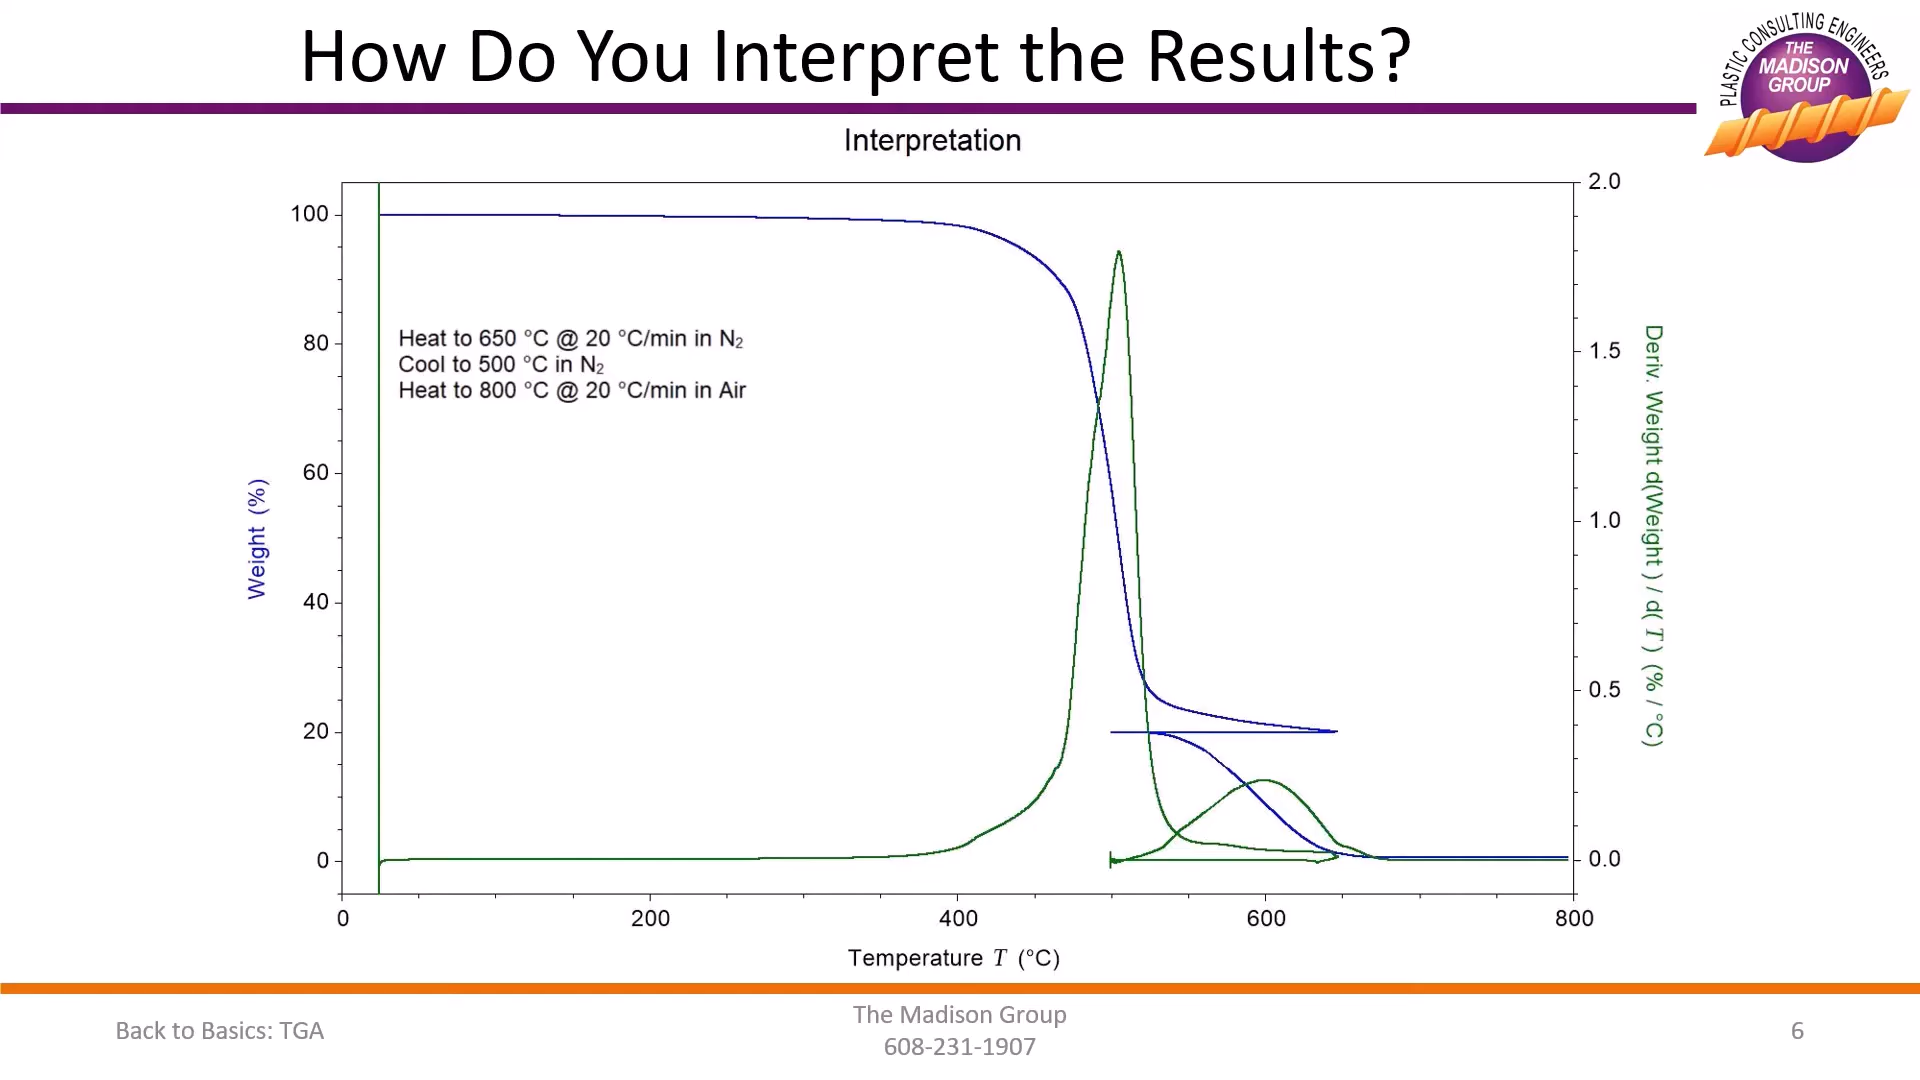 How Do You Interpret the Results?
PLASTIC CONSULTING ENGINEERS
THE
MADISON
GROUP
Interpretation
2.0
100
80
60
40
20
0
Heat to 650 °C @ 20 °C/min in N₂
Cool to 500 °C in N₂
Heat to 800 °C @ 20 °C/min in Air
Weight (%)
1.5
1.0
0.5
0.0
Deriv. Weight d(Weight ) / d( T ) (% / °C)
0
200
400
600
800
Temperature T (°C)
Back to Basics: TGA
The Madison Group
608-231-1907
6